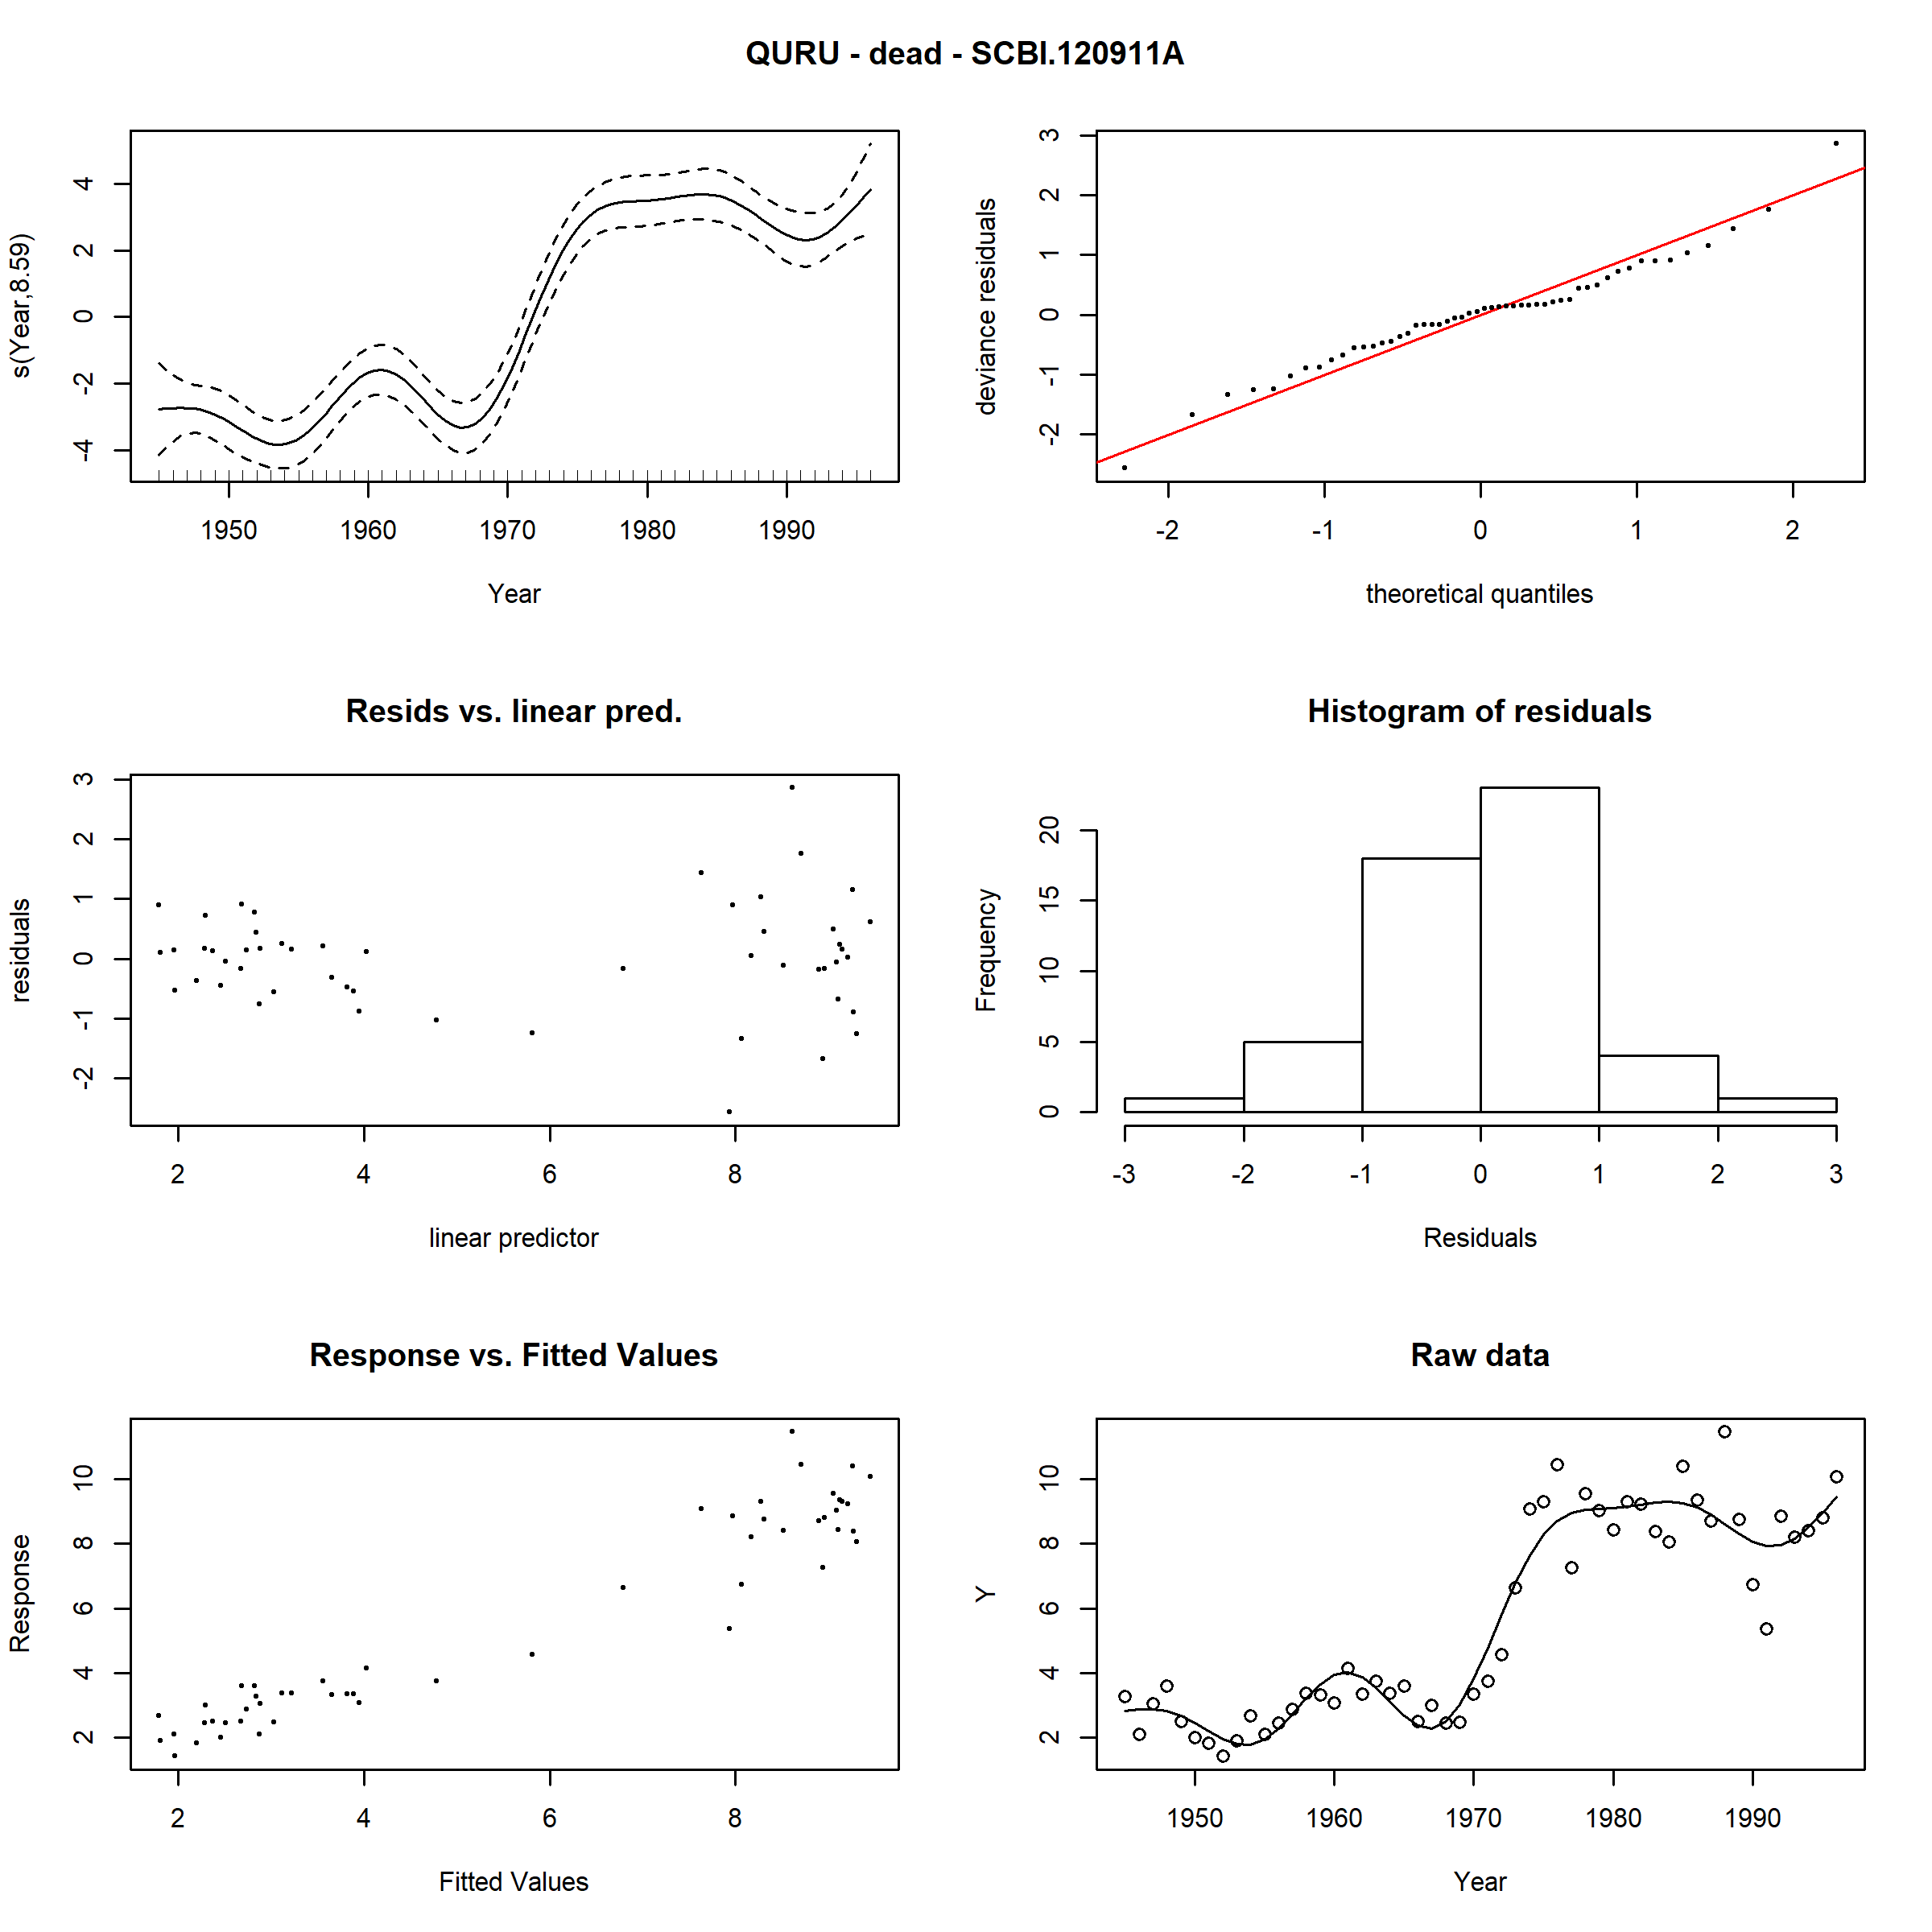 QURU - dead - SCBI.120911A
s(Year,8.59)
4
2
0
-2
-4
1950 1960 1970 1980 1990
Year
deviance residuals
3
2
1
0
-1
-2
-2 -1 0 1 2
theoretical quantiles
Resids vs. linear pred.
residuals
3
2
1
0
-1
-2
2 4 6 8
linear predictor
Histogram of residuals
Frequency
20
15
10
5
0
-3 -2 -1 0 1 2 3
Residuals
Response vs. Fitted Values
Response
10
8
6
4
2
2 4 6 8
Fitted Values
Raw data
Y
10
8
6
4
2
1950 1960 1970 1980 1990
Year